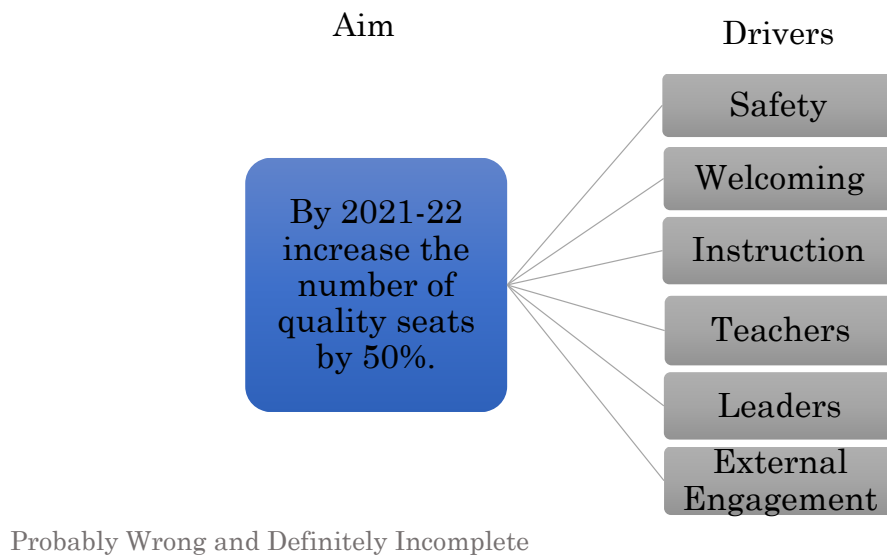 Aim
Drivers
By 2021-22
increase the
number of
quality seats
by 50%.
Safety
Welcoming
Instruction
Teachers
Leaders
External
Engagement
Probably Wrong and Definitely Incomplete